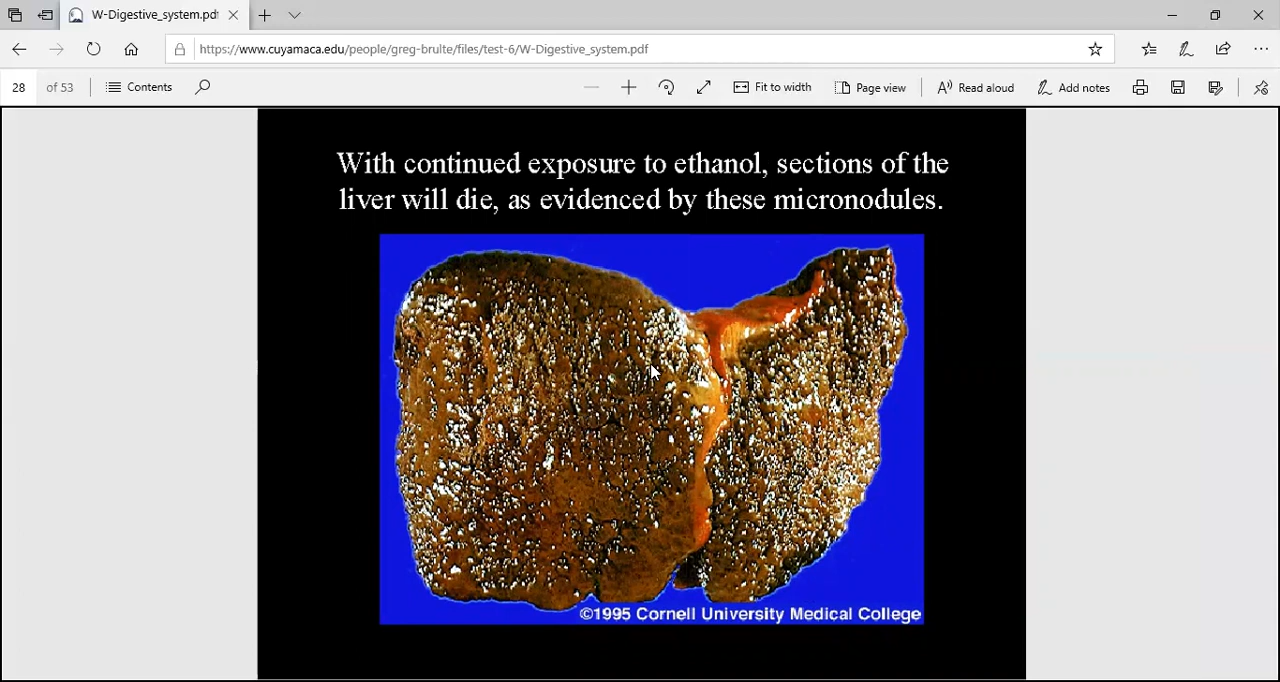 W-Digestive_system.pdf
https://www.cuyamaca.edu/people/greg-brulte/files/test-6/W-Digestive_system.pdf
28 of 53 Contents Fit to width Page view Read aloud Add notes
With continued exposure to ethanol, sections of the
liver will die, as evidenced by these micronodules.
©1995 Cornell University Medical College